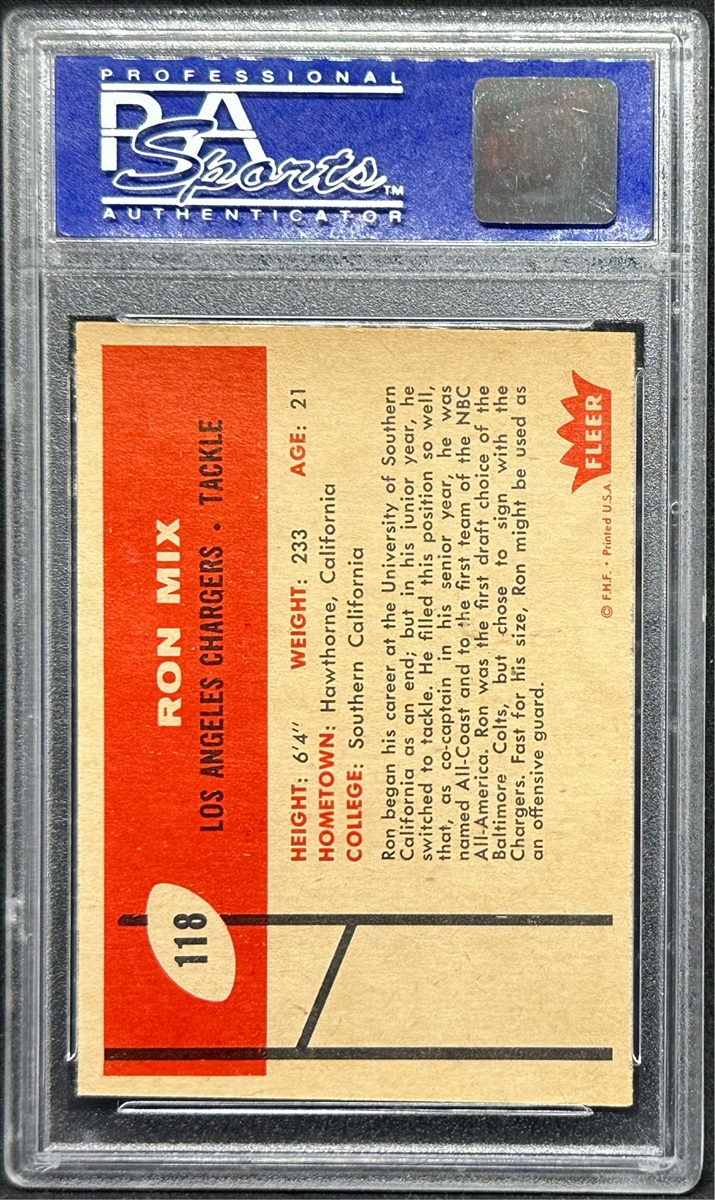 PROFESSIONAL
PSA
Sports™
AUTHENTICATOR
118
RON MIX
LOS ANGELES CHARGERS • TACKLE
HEIGHT: 6'4" WEIGHT: 233 AGE: 21
HOMETOWN: Hawthorne, California
COLLEGE: Southern California
Ron began his career at the University of Southern
California as an end; but in his junior year, he
switched to tackle. He filled this position so well,
that, as co-captain in his senior year, he was
named All-Coast and to the first team of the NBC
All-America. Ron was the first draft choice of the
Baltimore Colts, but chose to sign with the
Chargers. Fast for his size, Ron might be used as
an offensive guard.
FLEER
© F.H.F. • Printed U.S.A.